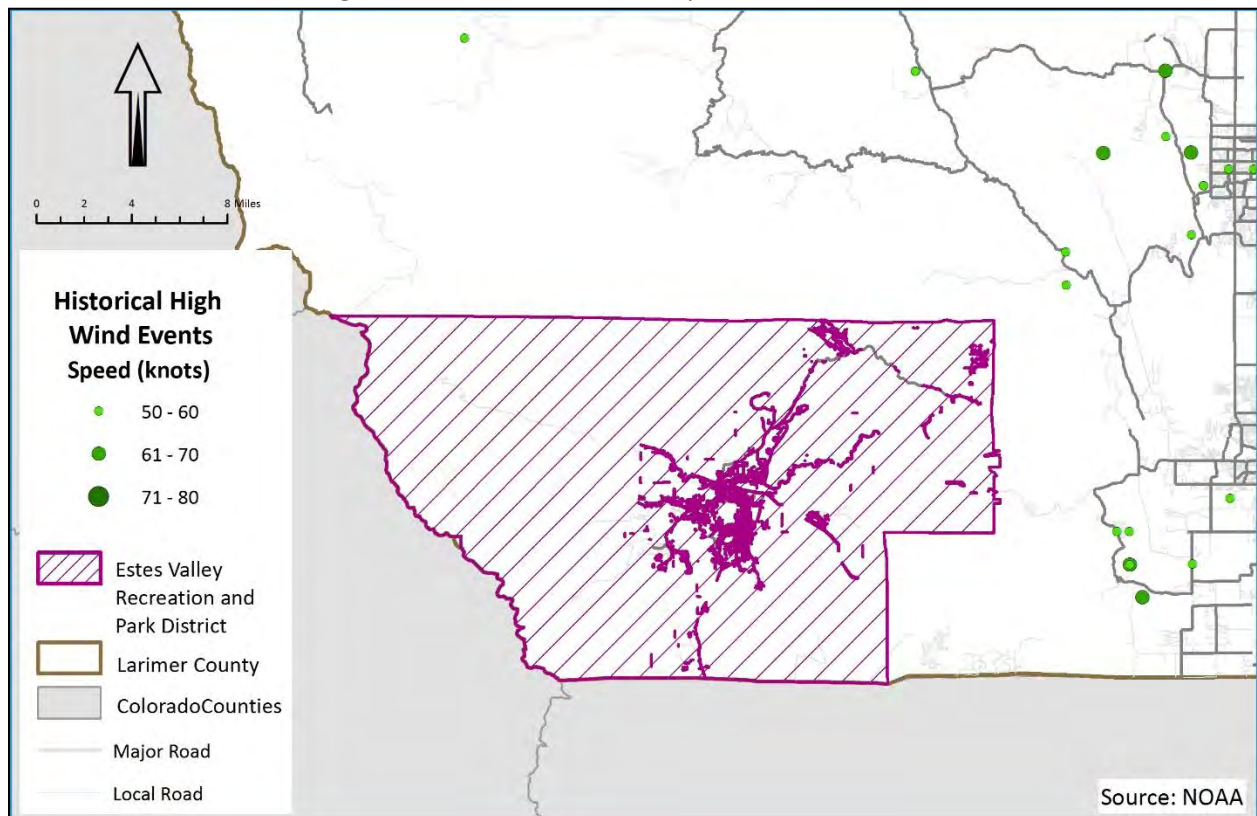 0 2 4 8 Miles
Historical High
Wind Events
Speed (knots)
50 - 60
61 - 70
71 - 80
Estes Valley
Recreation and
Park District
Larimer County
ColoradoCounties
Major Road
Local Road
Source: NOAA